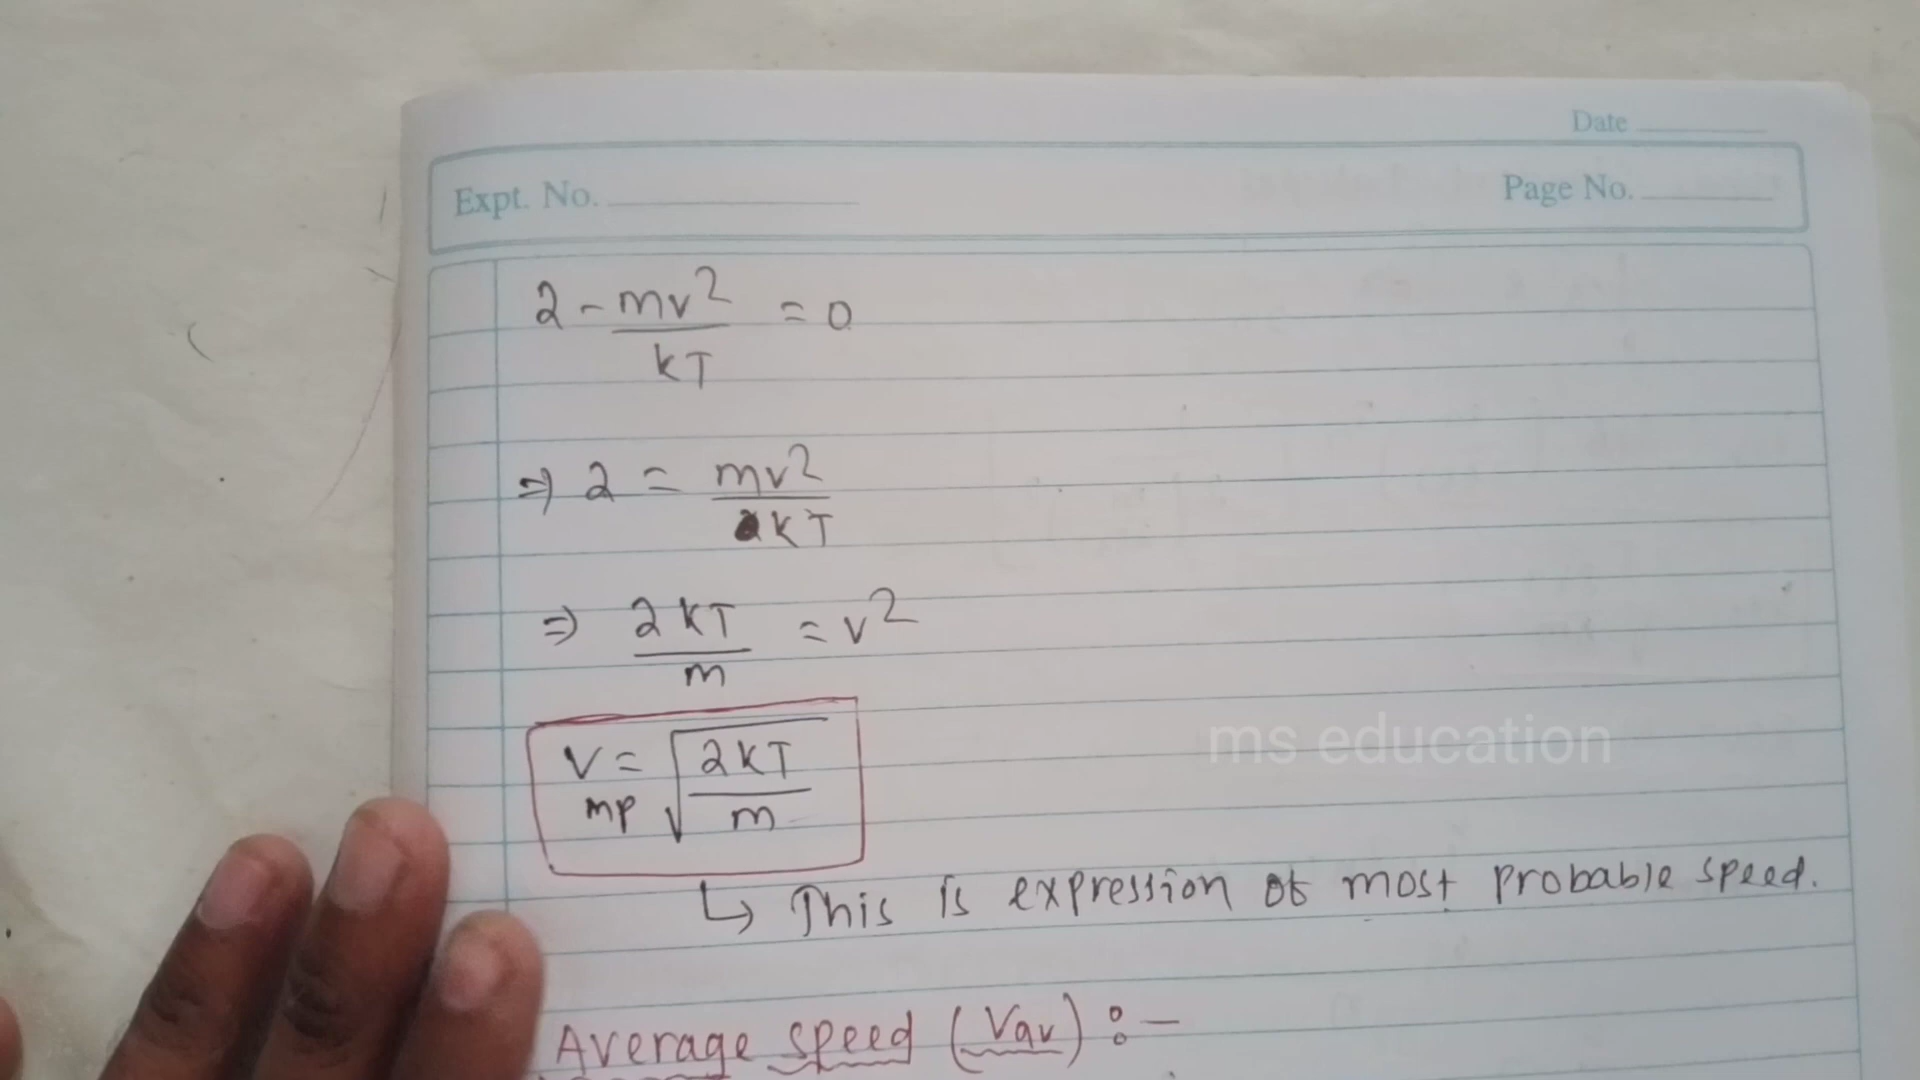 Date
Expt. No.
Page No.
2 - mv²/kT = 0
⇒ 2 = mv²/kT
⇒ 2kT/m = v²
Vmp = √(2kT/m)
↳ This is expression of most probable speed.
ms education
Average speed (Vav) :-